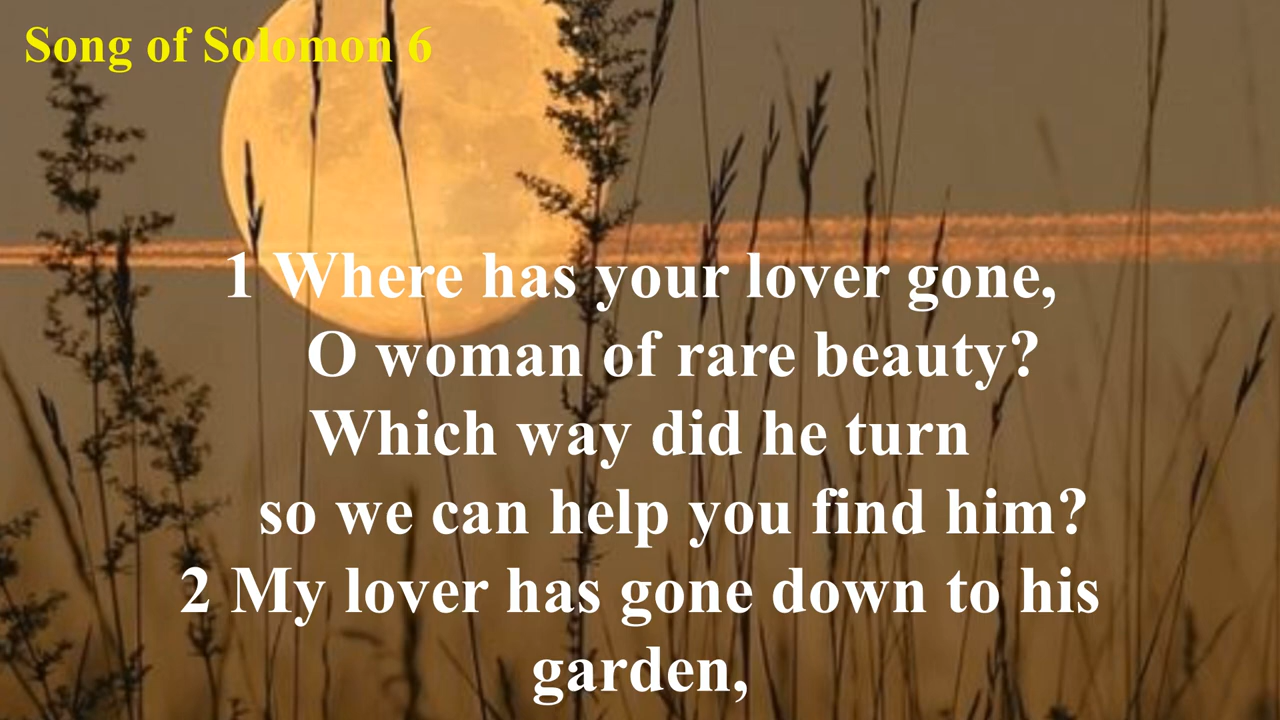 Song of Solomon 6
1 Where has your lover gone,
O woman of rare beauty?
Which way did he turn
so we can help you find him?
2 My lover has gone down to his
garden,